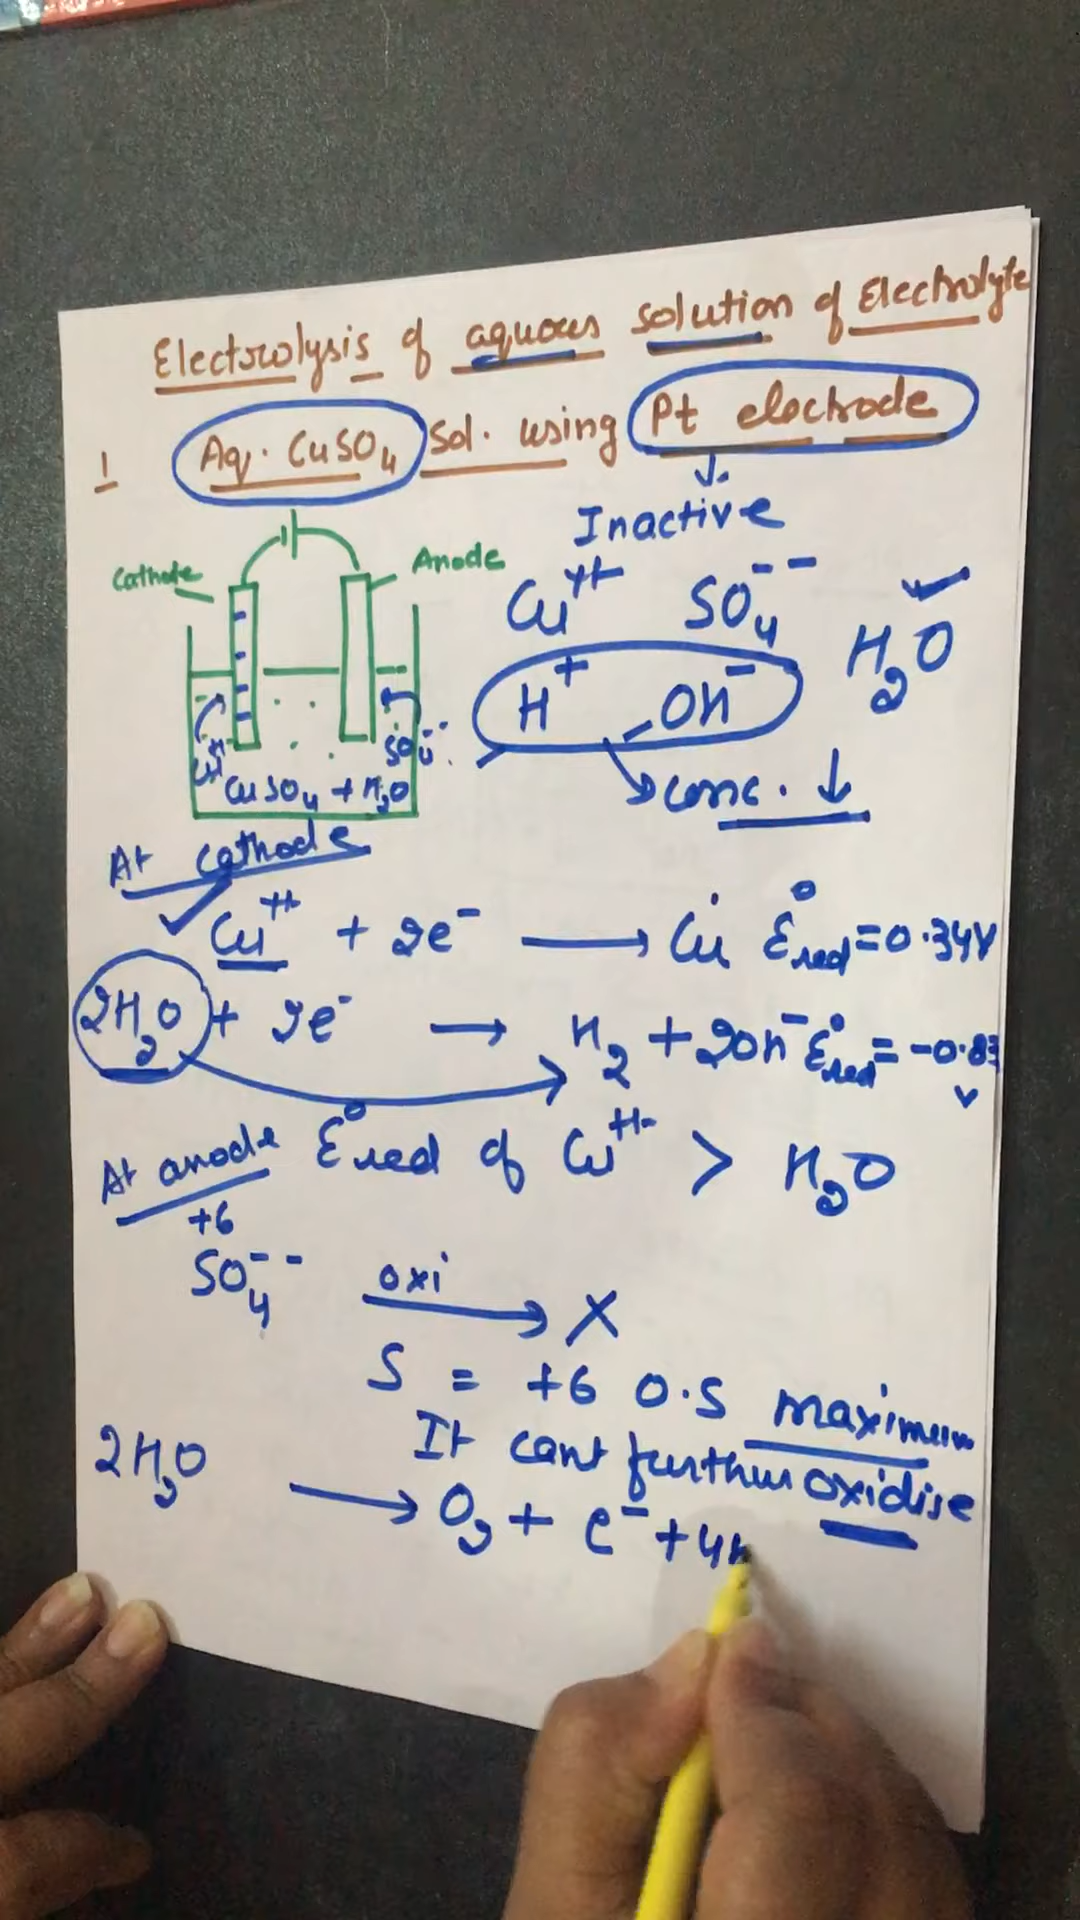 Electrolysis of aquous solution of Electrolyte
1 Aq. CuSO4 Sol. using Pt electrode
↓
Inactive
Cathode
Anode
Cu++ SO4-- H2O
H+ OH-
SO4--
CuSO4 + H2O
conc. ↓
At cathode
Cu++ + 2e- → Cu E°red = 0.34V
2H2O + 2e- → H2 + 2OH- E°red = -0.83
V
At anode E°red of Cu++ > H2O
+6
SO4-- oxi → X
S = +6 O.S maximum
It cant further oxidise
2H2O → O2 + e- + 4H